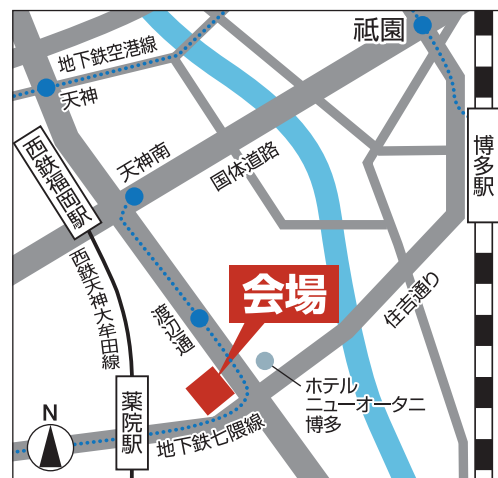 祇園
地下鉄空港線
天神
博多駅
西鉄福岡駅
天神南
国体道路
西鉄天神大牟田線
会場
住吉通り
渡辺通
ホテル
ニューオータニ
博多
薬院駅
N
地下鉄七隈線